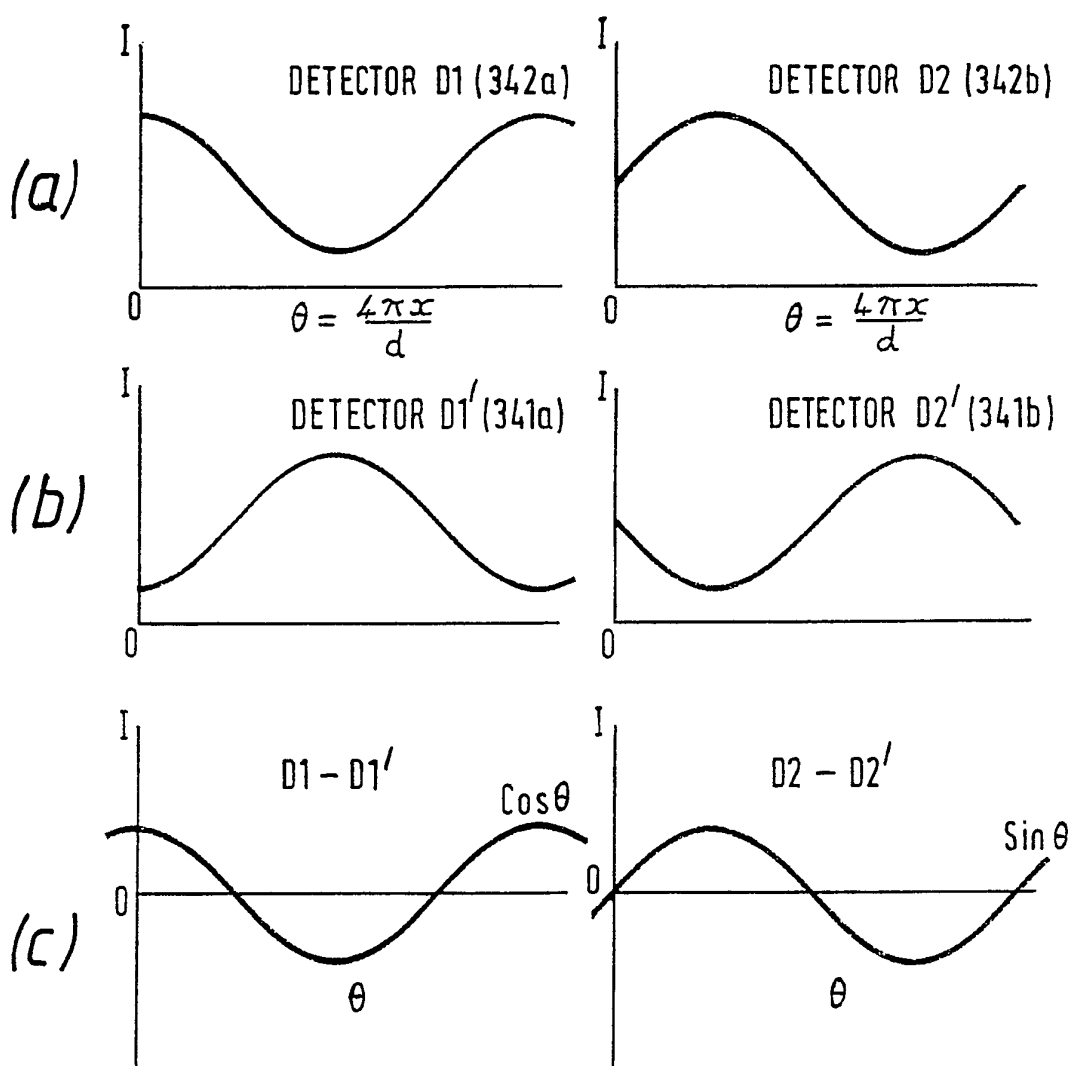 (a)
I
DETECTOR D1 (342a)
0
θ = 4πx/d
I
DETECTOR D2 (342b)
0
θ = 4πx/d
(b)
I
DETECTOR D1′ (341a)
0
I
DETECTOR D2′ (341b)
0
(c)
I
D1 – D1′
Cosθ
0
θ
I
D2 – D2′
Sin θ
0
θ